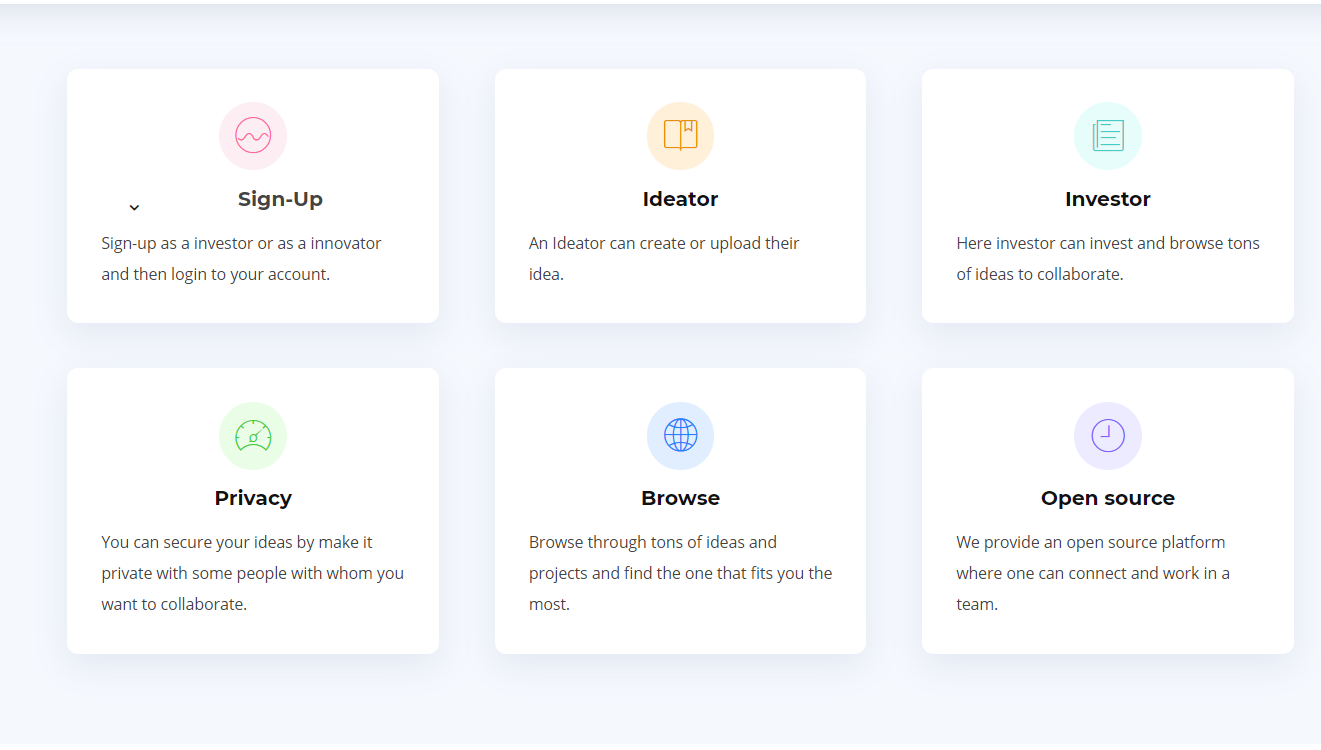 Sign-Up
Sign-up as a investor or as a innovator
and then login to your account.
Ideator
An Ideator can create or upload their
idea.
Investor
Here investor can invest and browse tons
of ideas to collaborate.
Privacy
You can secure your ideas by make it
private with some people with whom you
want to collaborate.
Browse
Browse through tons of ideas and
projects and find the one that fits you the
most.
Open source
We provide an open source platform
where one can connect and work in a
team.